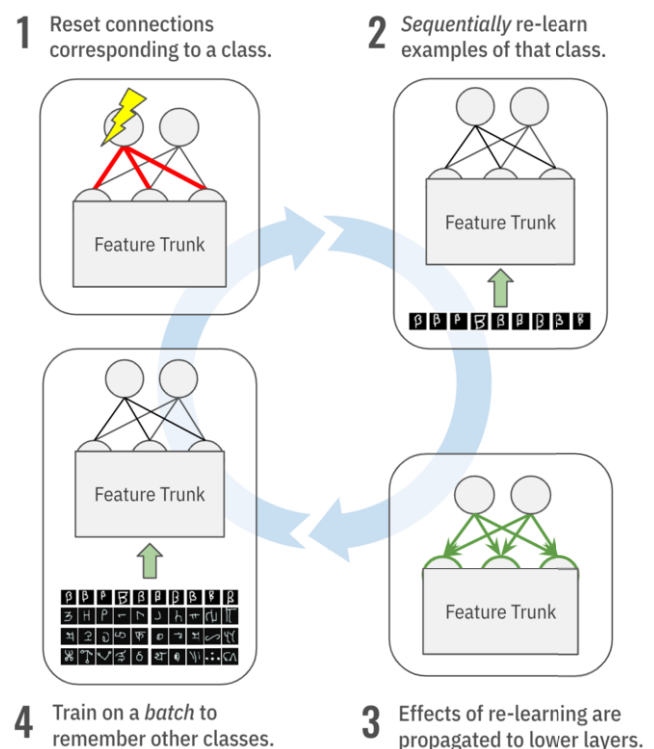 1 Reset connections
corresponding to a class.
Feature Trunk
2 Sequentially re-learn
examples of that class.
Feature Trunk
Feature Trunk
3 Effects of re-learning are
propagated to lower layers.
Feature Trunk
4 Train on a batch to
remember other classes.